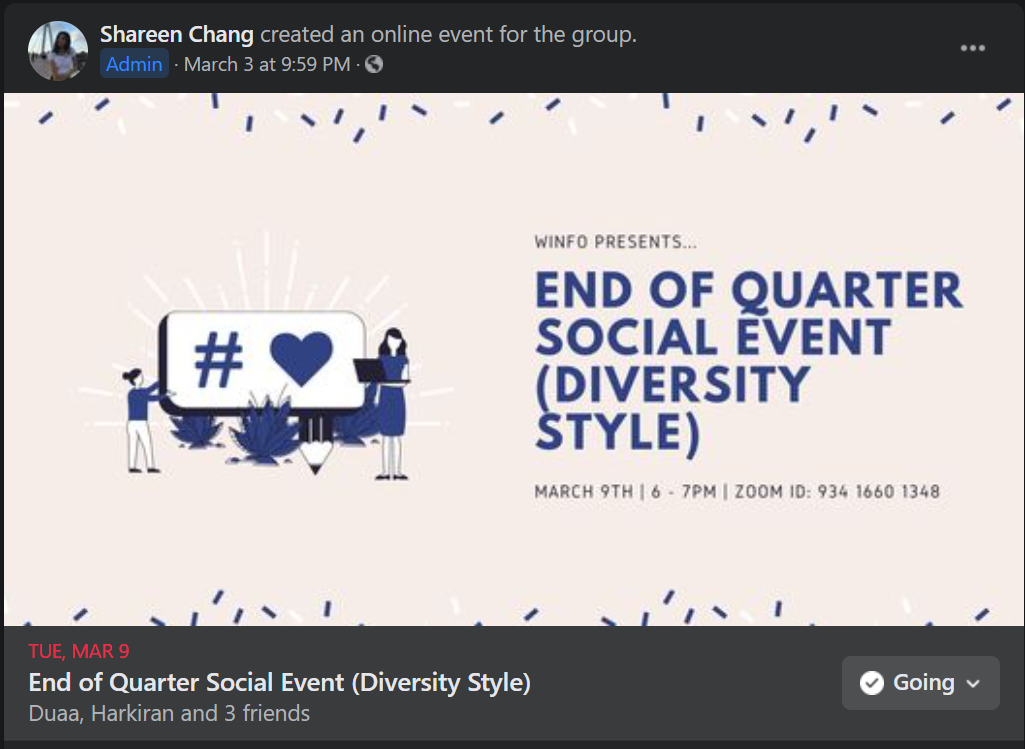 Shareen Chang created an online event for the group.
Admin · March 3 at 9:59 PM ·
WINFO PRESENTS...
END OF QUARTER
SOCIAL EVENT
(DIVERSITY
STYLE)
MARCH 9TH | 6 - 7PM | ZOOM ID: 934 1660 1348
#
TUE, MAR 9
End of Quarter Social Event (Diversity Style)
Duaa, Harkiran and 3 friends
Going